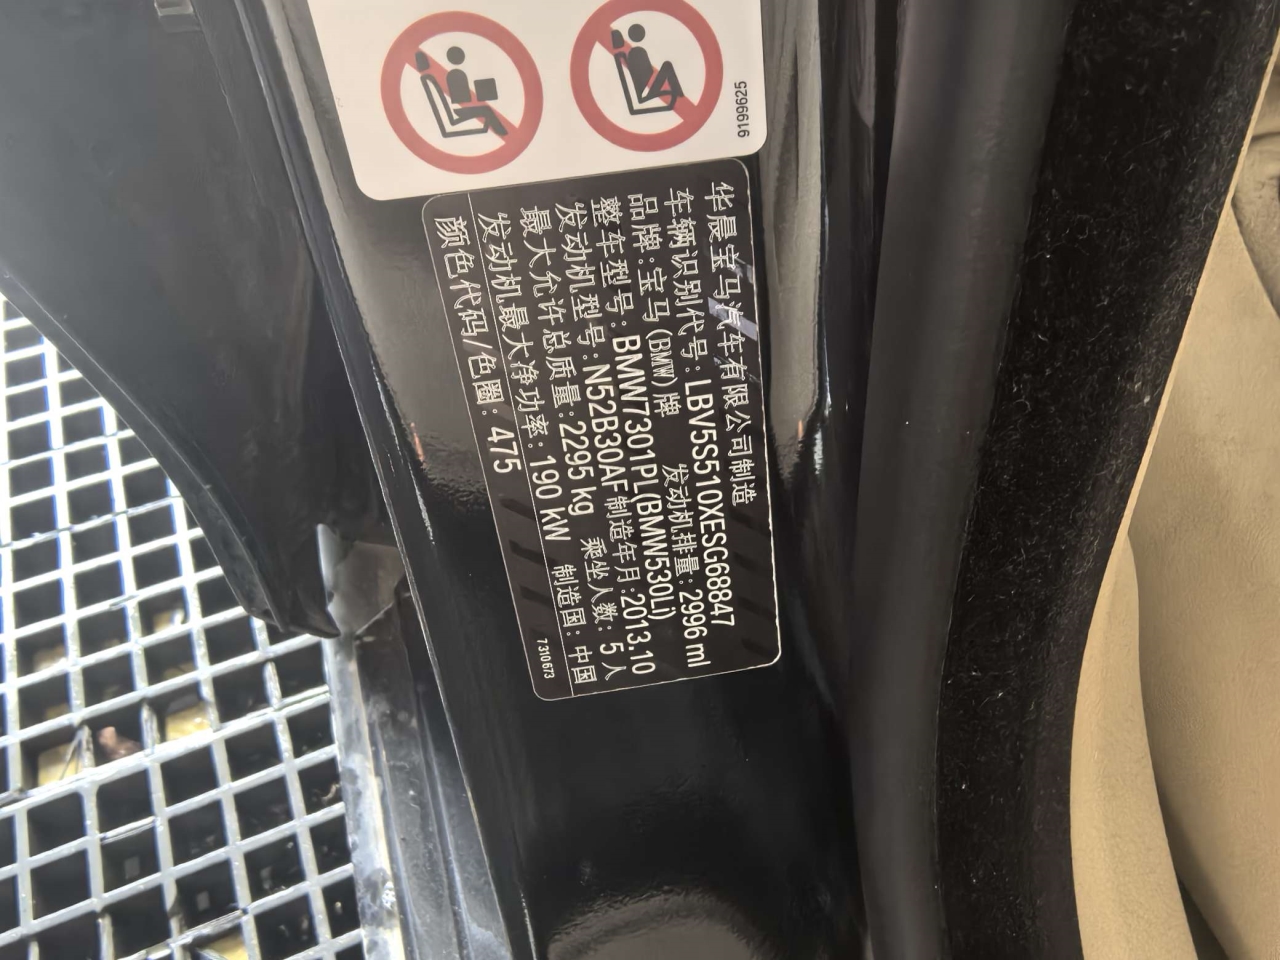 9199625
华晨宝马汽车有限公司制造
车辆识别代号: LBV5S510XESG68847
品牌: 宝马(BMW)牌 发动机排量: 2996 ml
整车型号: BMW7301PL(BMW530Li)
发动机型号: N52B30AF 制造年月: 2013.10
最大允许总质量: 2295 kg 乘坐人数: 5人
发动机最大净功率: 190 kW 制造国: 中国
颜色代码/色圈: 475 7310673